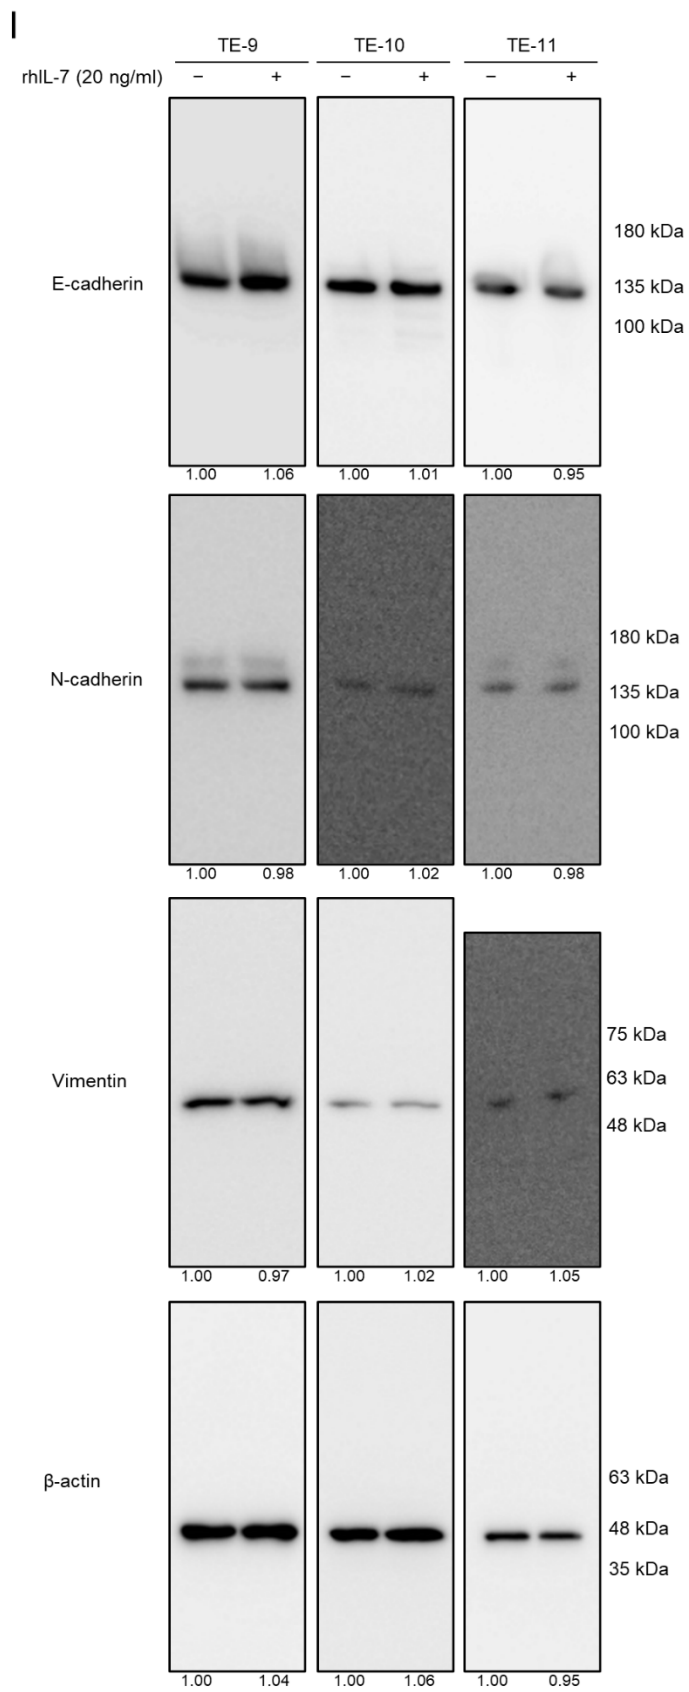 I
TE-9 TE-10 TE-11
rhIL-7 (20 ng/ml) − + − + − +
180 kDa
E-cadherin 135 kDa
100 kDa
1.00 1.06 1.00 1.01 1.00 0.95
180 kDa
N-cadherin 135 kDa
100 kDa
1.00 0.98 1.00 1.02 1.00 0.98
75 kDa
Vimentin 63 kDa
48 kDa
1.00 0.97 1.00 1.02 1.00 1.05
63 kDa
β-actin
48 kDa
35 kDa
1.00 1.04 1.00 1.06 1.00 0.95